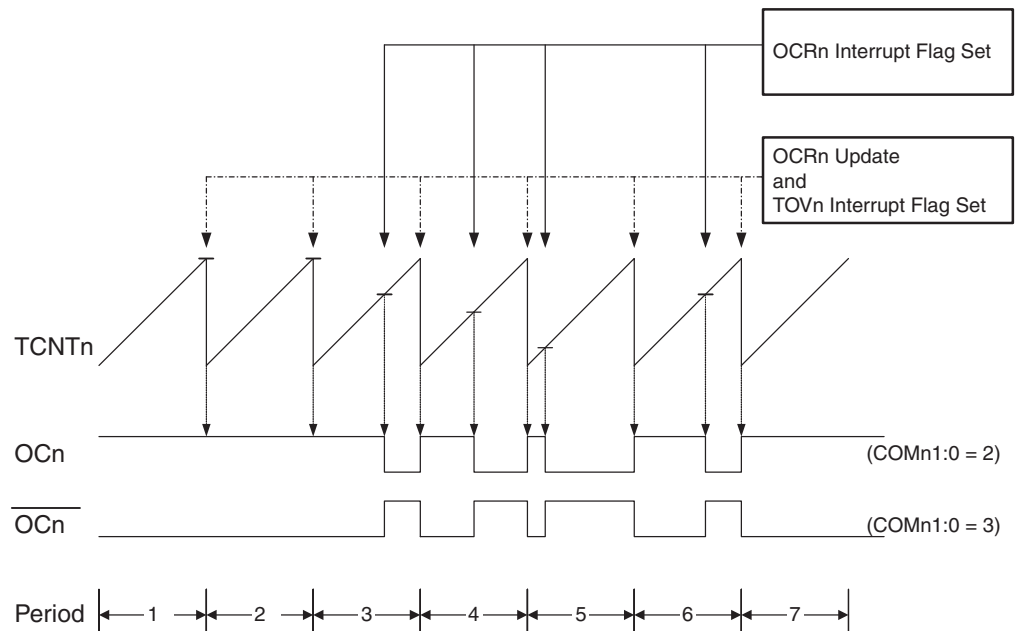 OCRn Interrupt Flag Set
OCRn Update
and
TOVn Interrupt Flag Set
TCNTn
OCn
(COMn1:0 = 2)
OCn
(COMn1:0 = 3)
Period
1
2
3
4
5
6
7